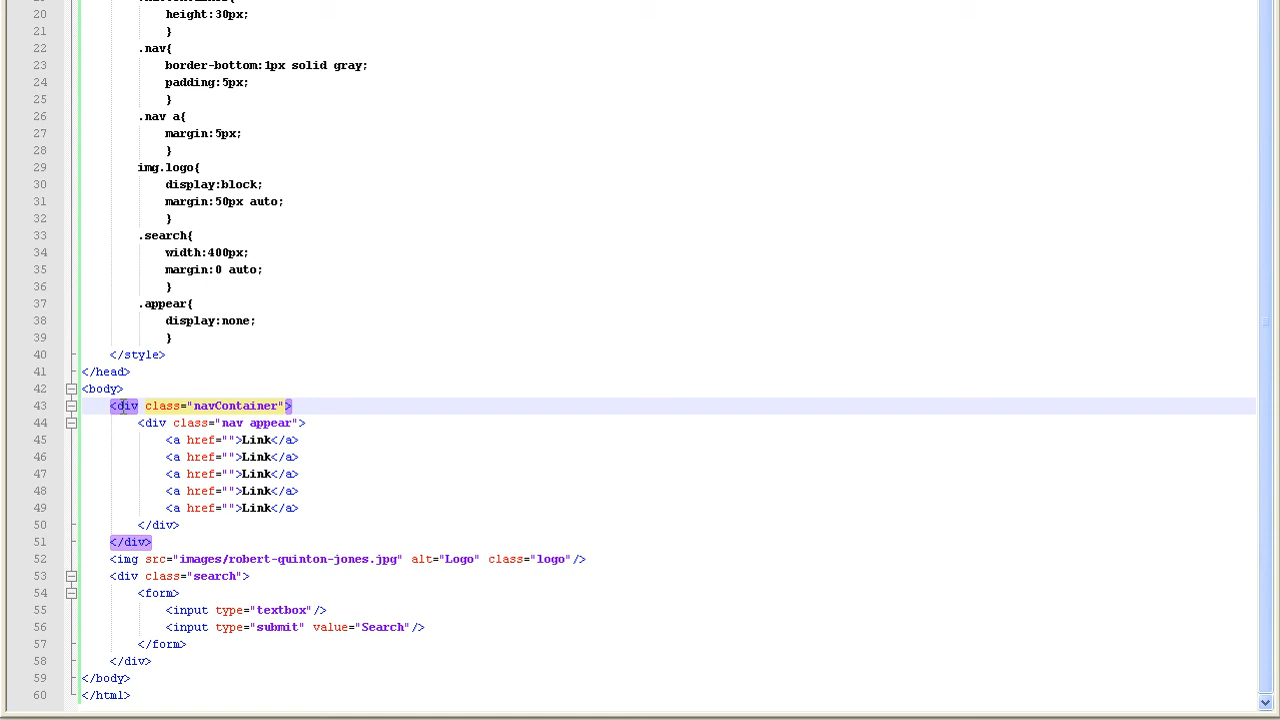 20 height:30px;
21 }
22 .nav{
23 border-bottom:1px solid gray;
24 padding:5px;
25 }
26 .nav a{
27 margin:5px;
28 }
29 img.logo{
30 display:block;
31 margin:50px auto;
32 }
33 .search{
34 width:400px;
35 margin:0 auto;
36 }
37 .appear{
38 display:none;
39 }
40 </style>
41 </head>
42 <body>
43 <div class="navContainer">
44 <div class="nav appear">
45 <a href="">Link</a>
46 <a href="">Link</a>
47 <a href="">Link</a>
48 <a href="">Link</a>
49 <a href="">Link</a>
50 </div>
51 </div>
52 <img src="images/robert-quinton-jones.jpg" alt="Logo" class="logo"/>
53 <div class="search">
54 <form>
55 <input type="textbox"/>
56 <input type="submit" value="Search"/>
57 </form>
58 </div>
59 </body>
60 </html>